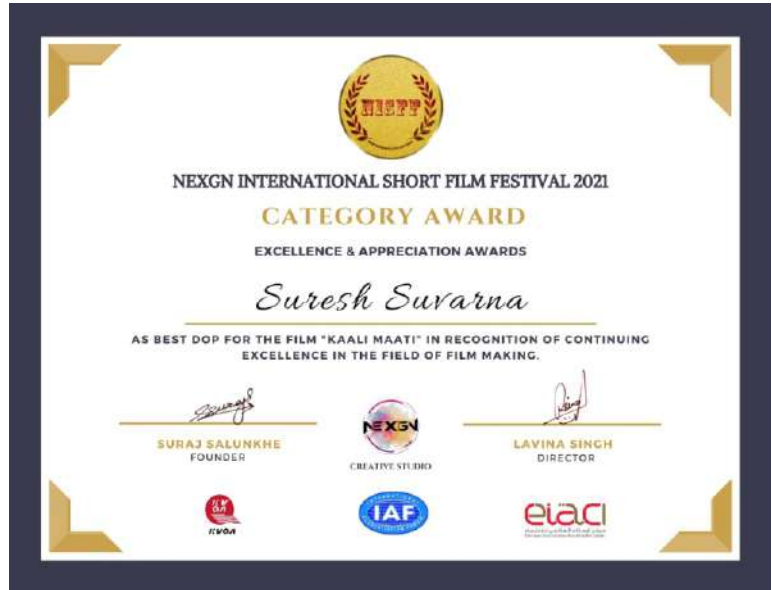 NISFF
NEXGN INTERNATIONAL SHORT FILM FESTIVAL 2021
CATEGORY AWARD
EXCELLENCE & APPRECIATION AWARDS
Suresh Suvarna
AS BEST DOP FOR THE FILM "KAALI MAATI" IN RECOGNITION OF CONTINUING
EXCELLENCE IN THE FIELD OF FILM MAKING.
SURAJ SALUNKHE
FOUNDER
NEXGN
CREATIVE STUDIO
LAVINA SINGH
DIRECTOR
IAF
eiaci